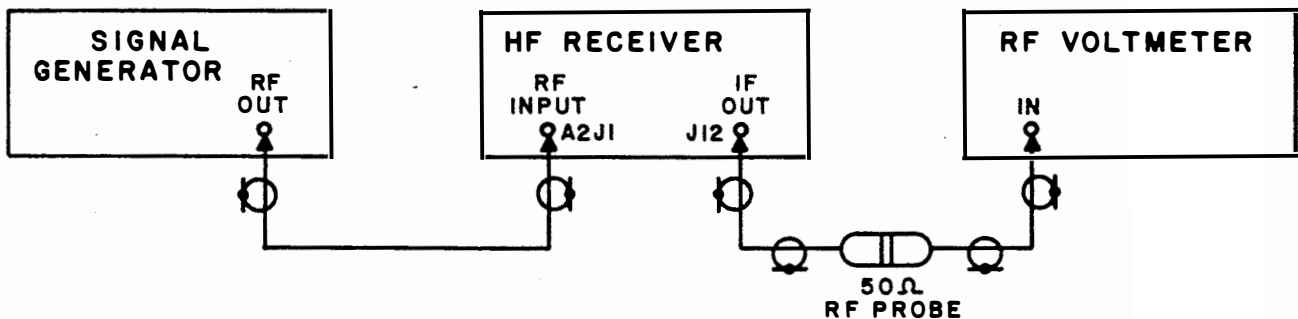 SIGNAL
GENERATOR
RF
OUT
HF RECEIVER
RF
INPUT
A2J1
IF
OUT
J12
RF VOLTMETER
IN
50Ω
RF PROBE